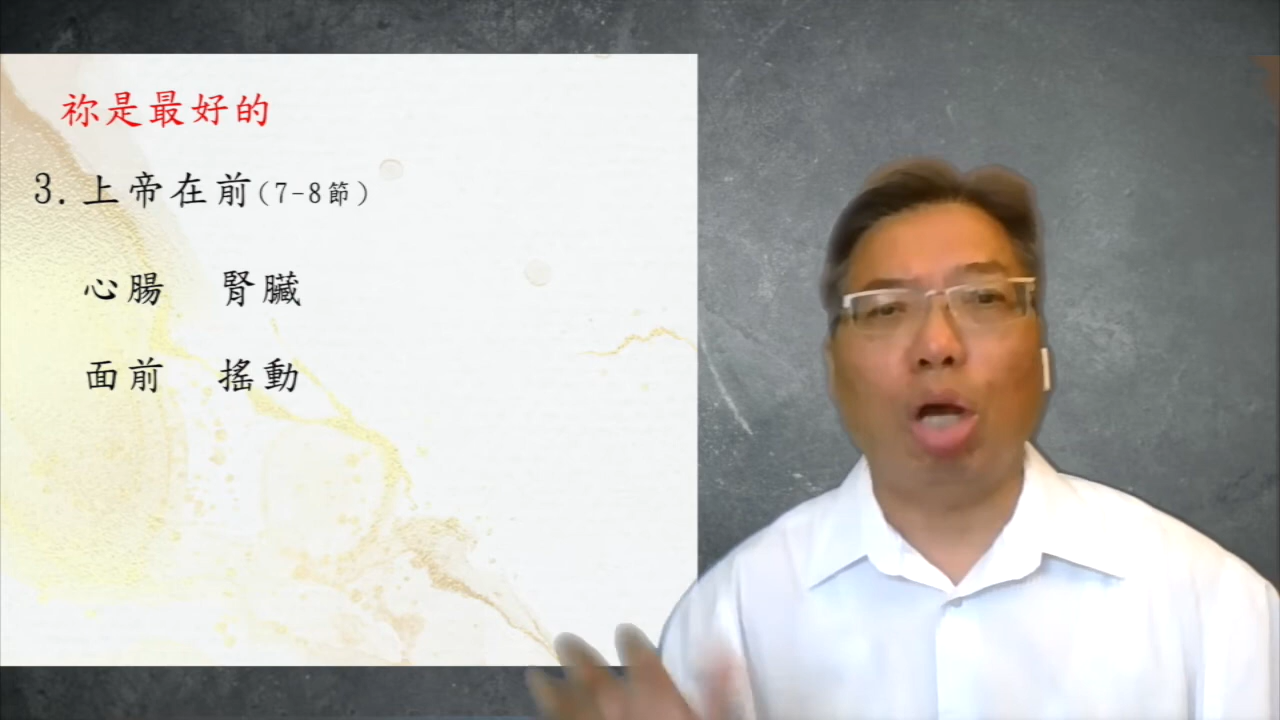 祢是最好的
3.上帝在前(7-8節)
心腸 腎臟
面前 搖動